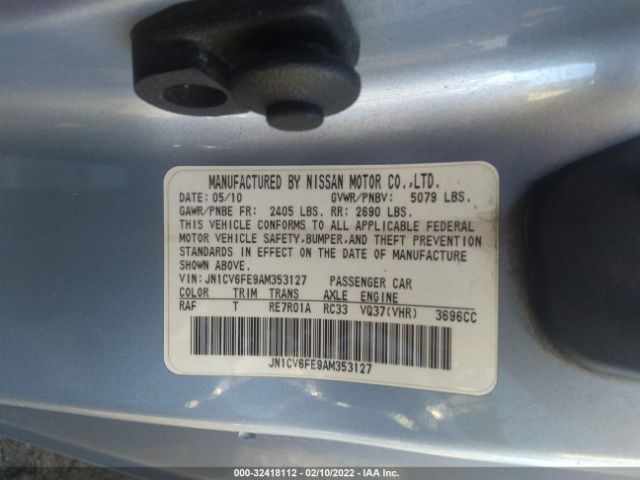 MANUFACTURED BY NISSAN MOTOR CO.,LTD.
DATE: 05/10 GVWR/PNBV: 5079 LBS.
GAWR/PNBE FR: 2405 LBS. RR: 2690 LBS.
THIS VEHICLE CONFORMS TO ALL APPLICABLE FEDERAL
MOTOR VEHICLE SAFETY,BUMPER,AND THEFT PREVENTION
STANDARDS IN EFFECT ON THE DATE OF MANUFACTURE
SHOWN ABOVE.
VIN: JN1CV6FE9AM353127 PASSENGER CAR
COLOR TRIM TRANS AXLE ENGINE
RAF T RE7R01A RC33 VQ37(VHR) 3696CC
JN1CV6FE9AM353127
000-32418112 - 02/10/2022 - IAA Inc.